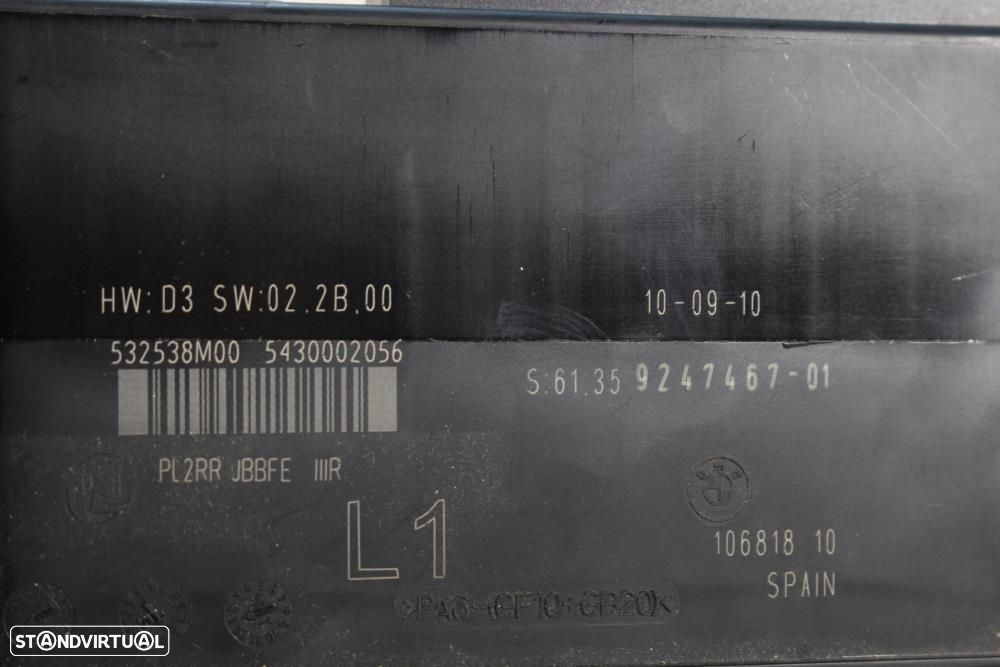 HW: D3 SW:02.2B.00
10-09-10
532538M00 5430002056
S:61.35 9247467-01
PL2RR JBBFE IIIR
BMW
L1
106818 10
SPAIN
>PA6-(GF10+GB20)<
STANDVIRTUAL